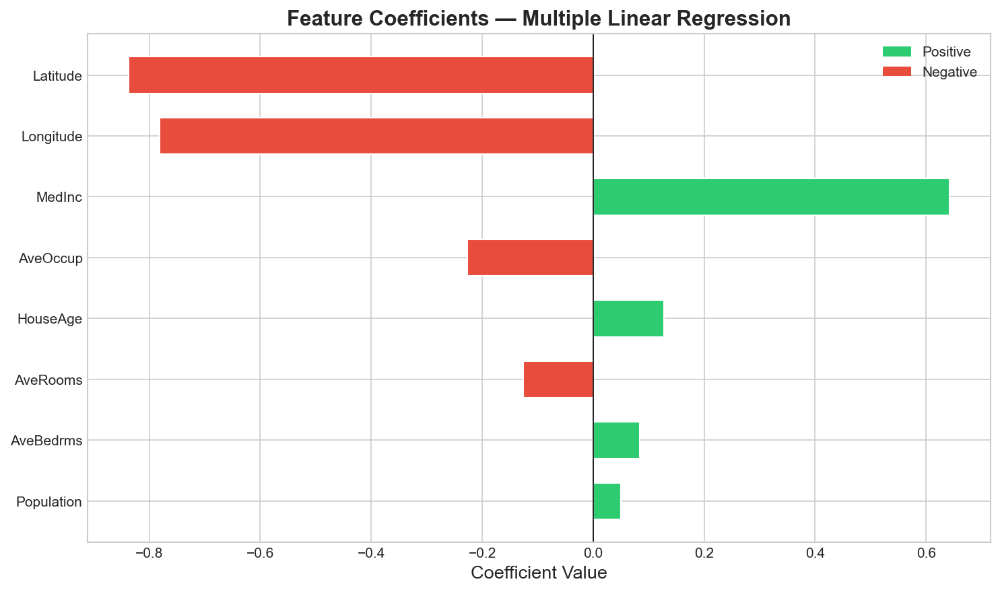 Feature Coefficients — Multiple Linear Regression
Positive
Negative
Latitude
Longitude
MedInc
AveOccup
HouseAge
AveRooms
AveBedrms
Population
−0.8 −0.6 −0.4 −0.2 0.0 0.2 0.4 0.6
Coefficient Value